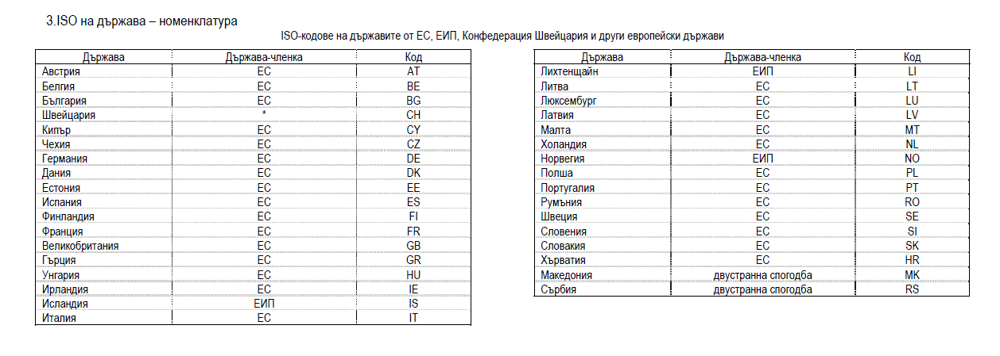 3.ISO на държава – номенклатура
ISO-кодове на държавите от ЕС, ЕИП, Конфедерация Швейцария и други европейски държави
Държава Държава-членка Код
Австрия ЕС AT
Белгия ЕС BE
България ЕС BG
Швейцария * CH
Кипър ЕС CY
Чехия ЕС CZ
Германия ЕС DE
Дания ЕС DK
Естония ЕС EE
Испания ЕС ES
Финландия ЕС FI
Франция ЕС FR
Великобритания ЕС GB
Гърция ЕС GR
Унгария ЕС HU
Ирландия ЕС IE
Исландия ЕИП IS
Италия ЕС IT
Държава Държава-членка Код
Лихтенщайн ЕИП LI
Литва ЕС LT
Люксембург ЕС LU
Латвия ЕС LV
Малта ЕС MT
Холандия ЕС NL
Норвегия ЕИП NO
Полша ЕС PL
Португалия ЕС PT
Румъния ЕС RO
Швеция ЕС SE
Словения ЕС SI
Словакия ЕС SK
Хърватия ЕС HR
Македония двустранна спогодба MK
Сърбия двустранна спогодба RS